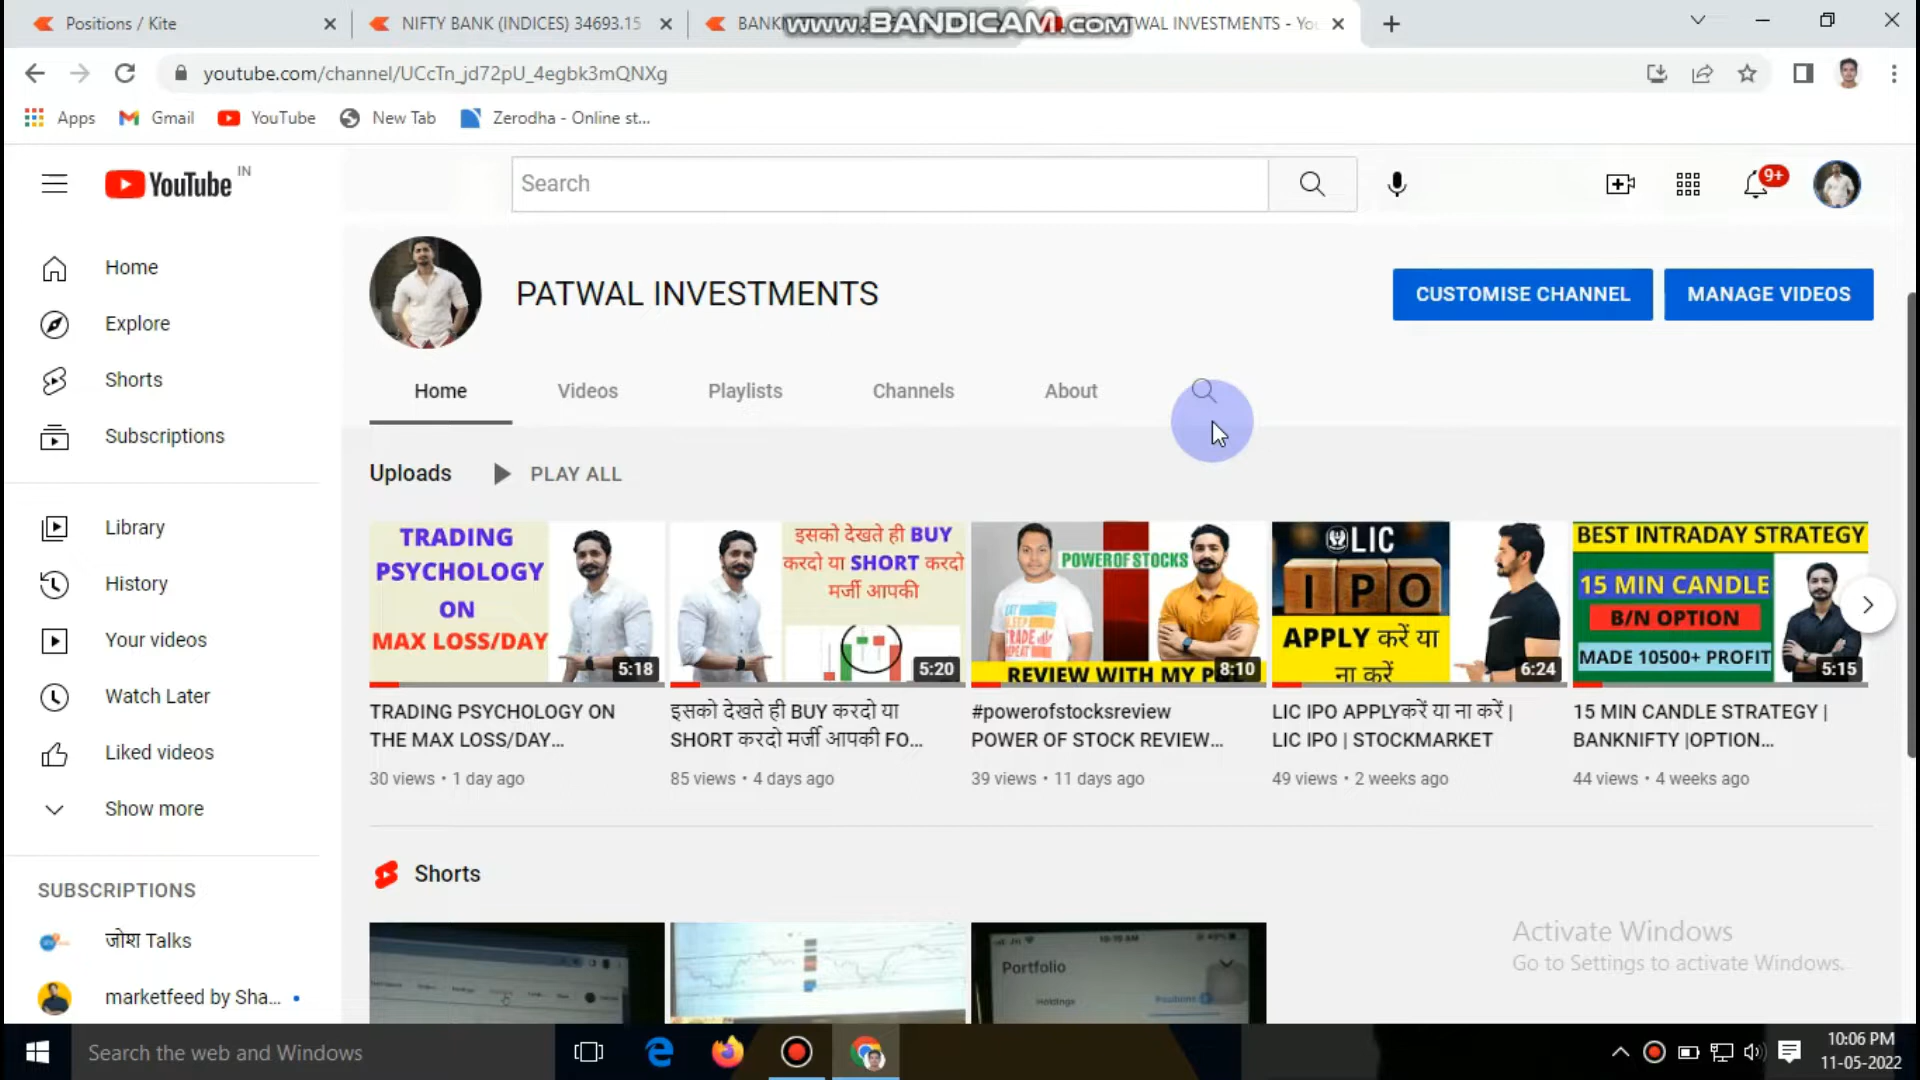 Positions / Kite
NIFTY BANK (INDICES) 34693.15
BANK
www.BANDICAM.com
WAL INVESTMENTS - You
youtube.com/channel/UCcTn_jd72pU_4egbk3mQNXg
Apps
Gmail
YouTube
New Tab
Zerodha - Online st...
YouTube IN
Search
9+
PATWAL INVESTMENTS
CUSTOMISE CHANNEL
MANAGE VIDEOS
Home
Explore
Shorts
Subscriptions
Home
Videos
Playlists
Channels
About
Uploads
PLAY ALL
Library
History
Your videos
Watch Later
Liked videos
Show more
TRADING
PSYCHOLOGY
ON
MAX LOSS/DAY
5:18
इसको देखते ही BUY
करदो या SHORT करदो
मर्जी आपकी
5:20
POWER OF STOCKS
REVIEW WITH MY P
8:10
LIC
IPO
APPLY करें या
ना करें
6:24
BEST INTRADAY STRATEGY
15 MIN CANDLE
B/N OPTION
MADE 10500+ PROFIT
5:15
TRADING PSYCHOLOGY ON
THE MAX LOSS/DAY...
30 views • 1 day ago
इसको देखते ही BUY करदो या
SHORT करदो मर्जी आपकी FO...
85 views • 4 days ago
#powerofstocksreview
POWER OF STOCK REVIEW...
39 views • 11 days ago
LIC IPO APPLYकरें या ना करें |
LIC IPO | STOCKMARKET
49 views • 2 weeks ago
15 MIN CANDLE STRATEGY |
BANKNIFTY |OPTION...
44 views • 4 weeks ago
Shorts
SUBSCRIPTIONS
जोश Talks
marketfeed by Sha...
Portfolio
Holdings
Positions
Activate Windows
Go to Settings to activate Windows.
Search the web and Windows
10:06 PM
11-05-2022